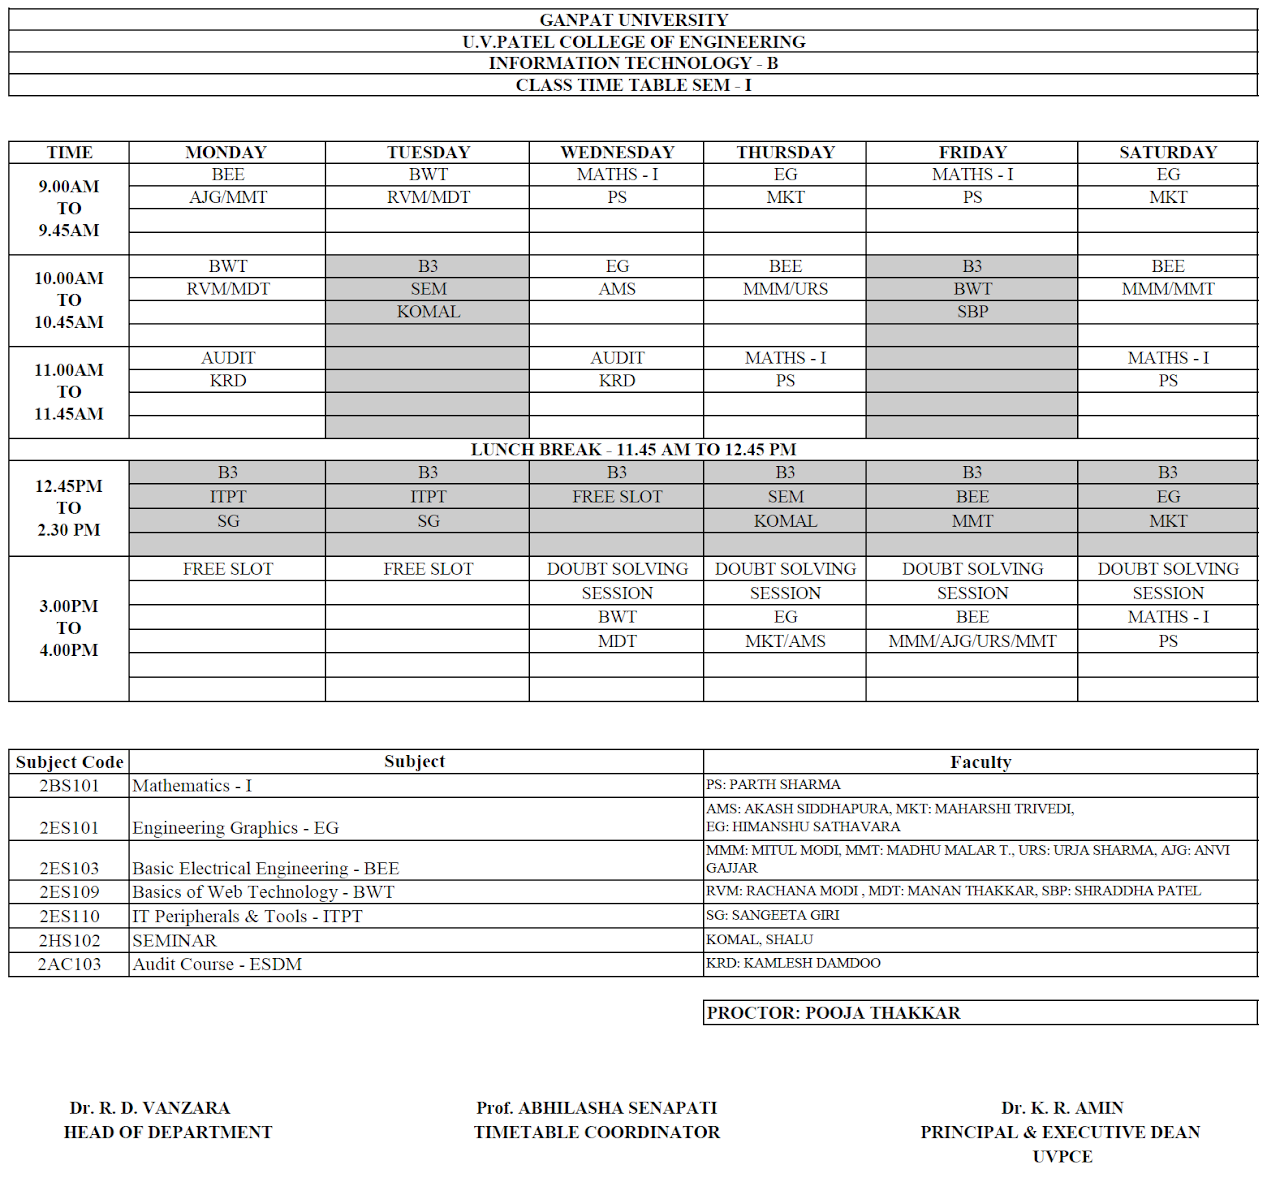 GANPAT UNIVERSITY
U.V.PATEL COLLEGE OF ENGINEERING
INFORMATION TECHNOLOGY - B
CLASS TIME TABLE SEM - I
TIME MONDAY TUESDAY WEDNESDAY THURSDAY FRIDAY SATURDAY
9.00AM TO 9.45AM
BEE BWT MATHS - I EG MATHS - I EG
AJG/MMT RVM/MDT PS MKT PS MKT
10.00AM TO 10.45AM
BWT B3 EG BEE B3 BEE
RVM/MDT SEM AMS MMM/URS BWT MMM/MMT
KOMAL SBP
11.00AM TO 11.45AM
AUDIT AUDIT MATHS - I MATHS - I
KRD KRD PS PS
LUNCH BREAK - 11.45 AM TO 12.45 PM
12.45PM TO 2.30 PM
B3 B3 B3 B3 B3 B3
ITPT ITPT FREE SLOT SEM BEE EG
SG SG KOMAL MMT MKT
3.00PM TO 4.00PM
FREE SLOT FREE SLOT DOUBT SOLVING DOUBT SOLVING DOUBT SOLVING DOUBT SOLVING
SESSION SESSION SESSION SESSION
BWT EG BEE MATHS - I
MDT MKT/AMS MMM/AJG/URS/MMT PS
Subject Code Subject Faculty
2BS101 Mathematics - I PS: PARTH SHARMA
2ES101 Engineering Graphics - EG AMS: AKASH SIDDHAPURA, MKT: MAHARSHI TRIVEDI,
EG: HIMANSHU SATHAVARA
2ES103 Basic Electrical Engineering - BEE MMM: MITUL MODI, MMT: MADHU MALAR T., URS: URJA SHARMA, AJG: ANVI
GAJJAR
2ES109 Basics of Web Technology - BWT RVM: RACHANA MODI , MDT: MANAN THAKKAR, SBP: SHRADDHA PATEL
2ES110 IT Peripherals & Tools - ITPT SG: SANGEETA GIRI
2HS102 SEMINAR KOMAL, SHALU
2AC103 Audit Course - ESDM KRD: KAMLESH DAMDOO
PROCTOR: POOJA THAKKAR
Dr. R. D. VANZARA Prof. ABHILASHA SENAPATI Dr. K. R. AMIN
HEAD OF DEPARTMENT TIMETABLE COORDINATOR PRINCIPAL & EXECUTIVE DEAN
UVPCE